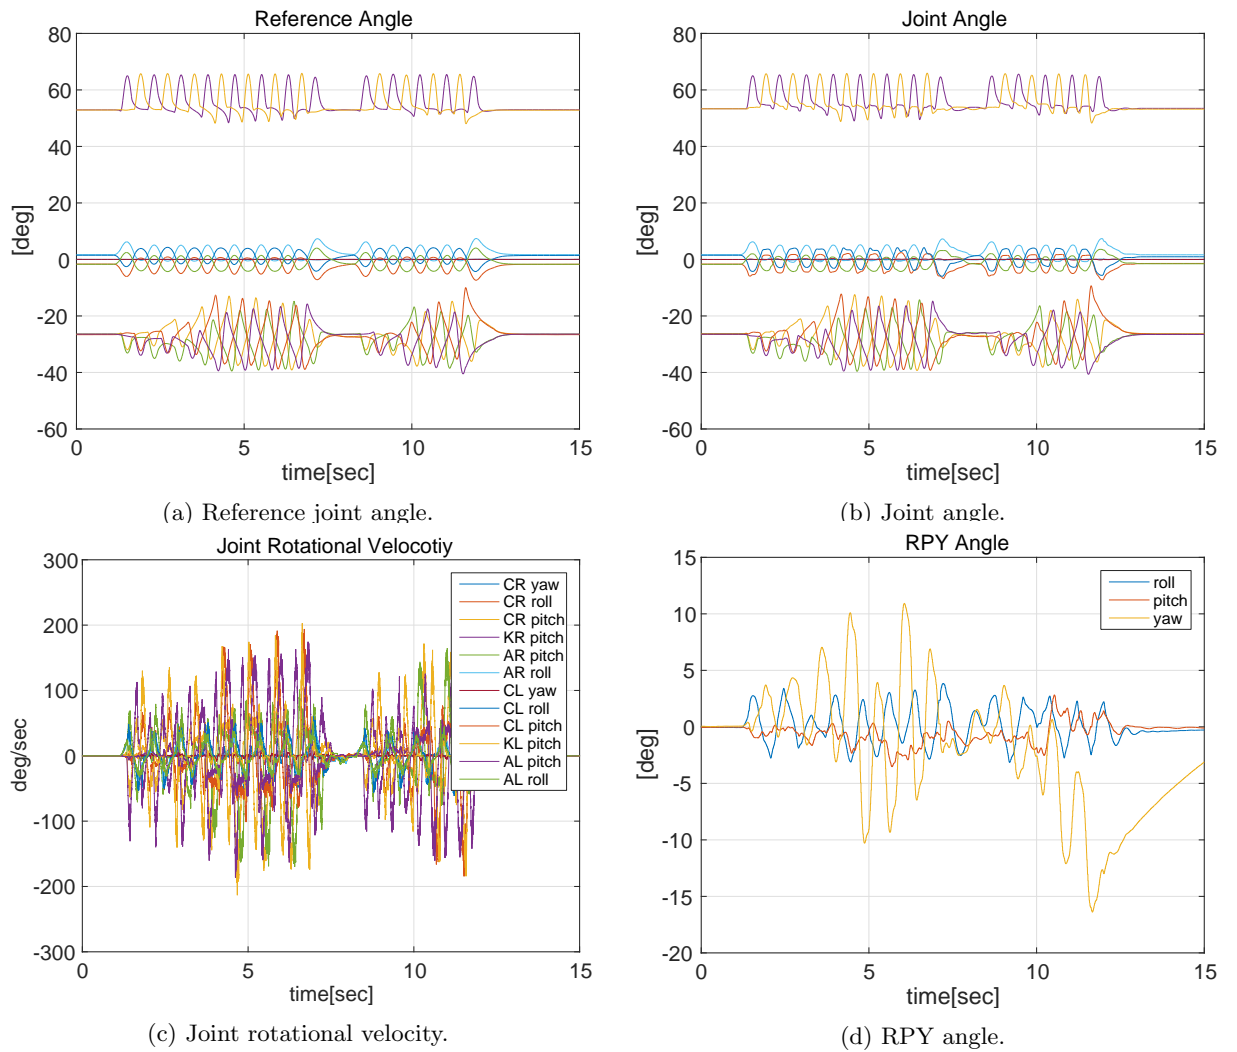 Reference Angle
80
60
40
20
0
-20
-40
-60
[deg]
0 5 10 15
time[sec]
(a) Reference joint angle.
Joint Angle
80
60
40
20
0
-20
-40
-60
[deg]
0 5 10 15
time[sec]
(b) Joint angle.
Joint Rotational Velocotiy
300
200
100
0
-100
-200
-300
deg/sec
CR yaw
CR roll
CR pitch
KR pitch
AR pitch
AR roll
CL yaw
CL roll
CL pitch
KL pitch
AL pitch
AL roll
0 5 10 15
time[sec]
(c) Joint rotational velocity.
RPY Angle
15
10
5
0
-5
-10
-15
-20
[deg]
roll
pitch
yaw
0 5 10 15
time[sec]
(d) RPY angle.